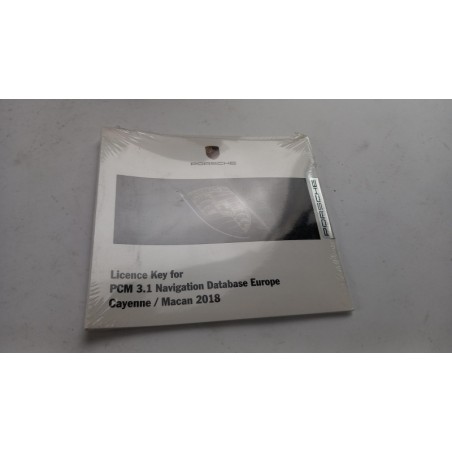 PORSCHE
PORSCHE
Licence Key for
PCM 3.1 Navigation Database Europe
Cayenne / Macan 2018